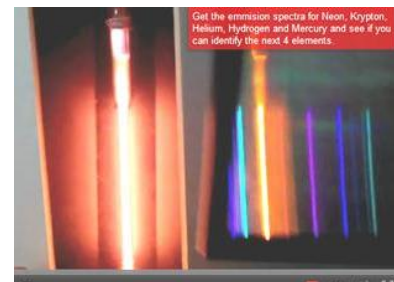 Get the emmision spectra for Neon, Krypton,
Helium, Hydrogen and Mercury and see if you
can identify the next 4 elements.